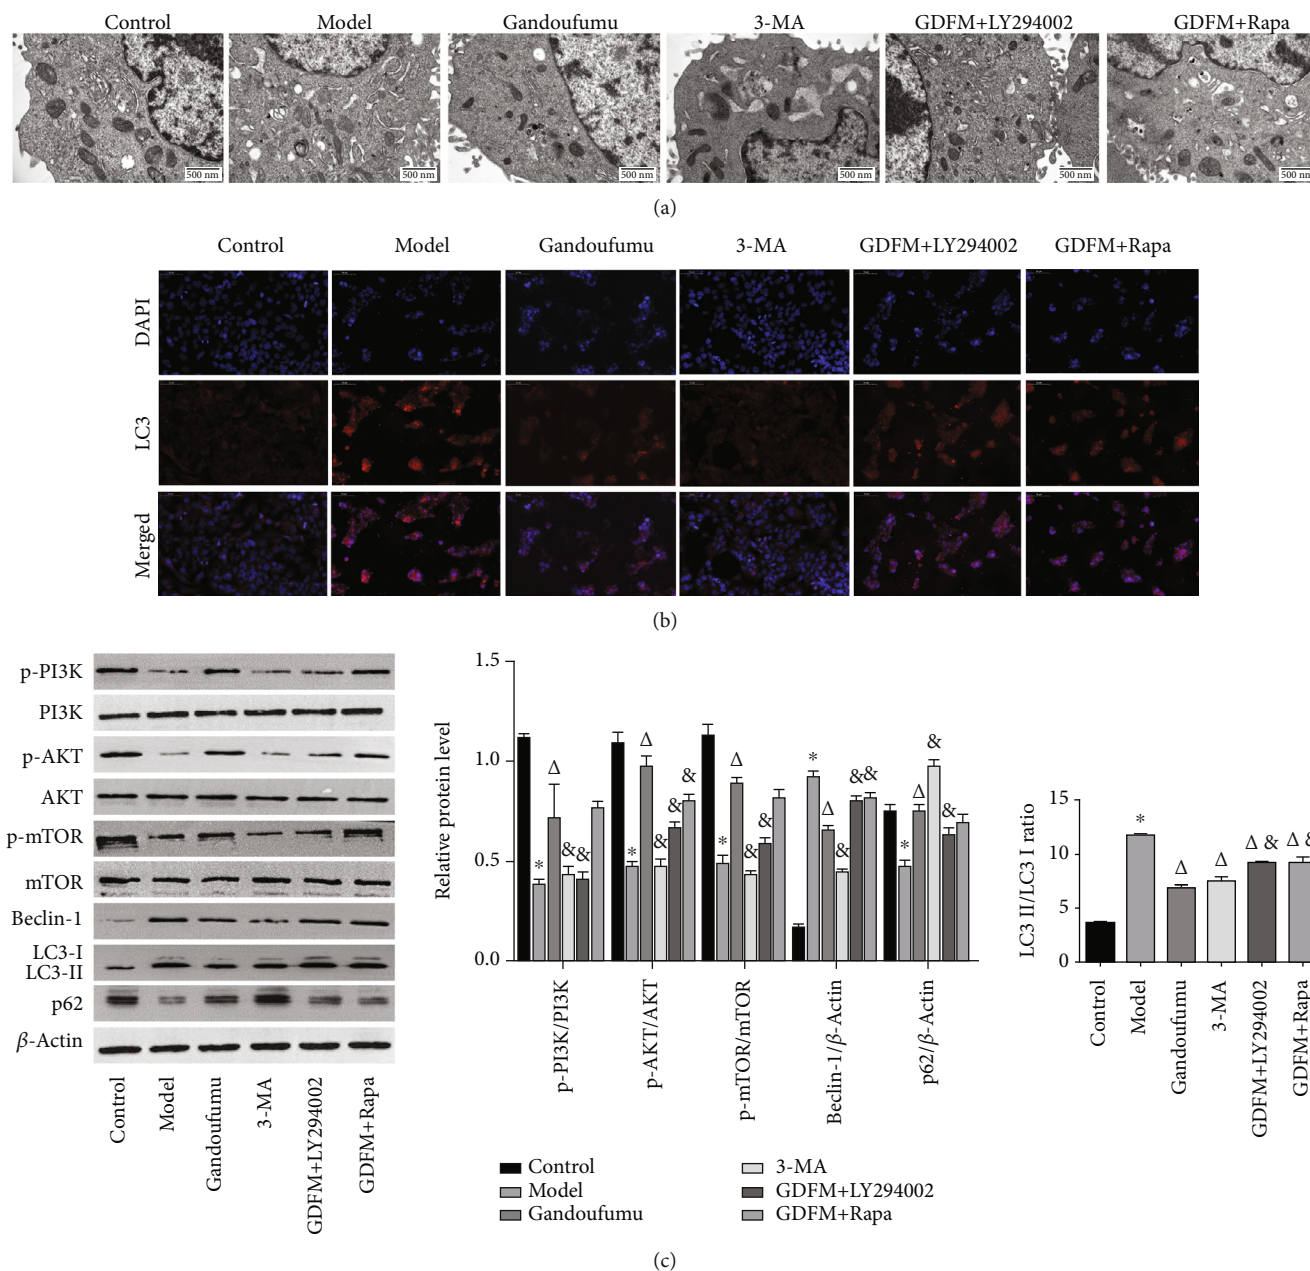 Control Model Gandoufumu 3-MA GDFM+LY294002 GDFM+Rapa
500 nm 500 nm 500 nm 500 nm 500 nm 500 nm
(a)
Control Model Gandoufumu 3-MA GDFM+LY294002 GDFM+Rapa
DAPI
LC3
Merged
(b)
p-PI3K
PI3K
p-AKT
AKT
p-mTOR
mTOR
Beclin-1
LC3-I
LC3-II
p62
β-Actin
Control
Model
Gandoufumu
3-MA
GDFM+LY294002
GDFM+Rapa
Relative protein level
1.5
1.0
0.5
0.0
* Δ & &
* Δ & & &
* Δ & &
* Δ & & &
* Δ & &
p-PI3K/PI3K
p-AKT/AKT
p-mTOR/mTOR
Beclin-1/β-Actin
p62/β-Actin
Control
Model
Gandoufumu
3-MA
GDFM+LY294002
GDFM+Rapa
LC3 II/LC3 I ratio
15
10
5
0
* Δ Δ Δ & Δ &
Control
Model
Gandoufumu
3-MA
GDFM+LY294002
GDFM+Rapa
(c)